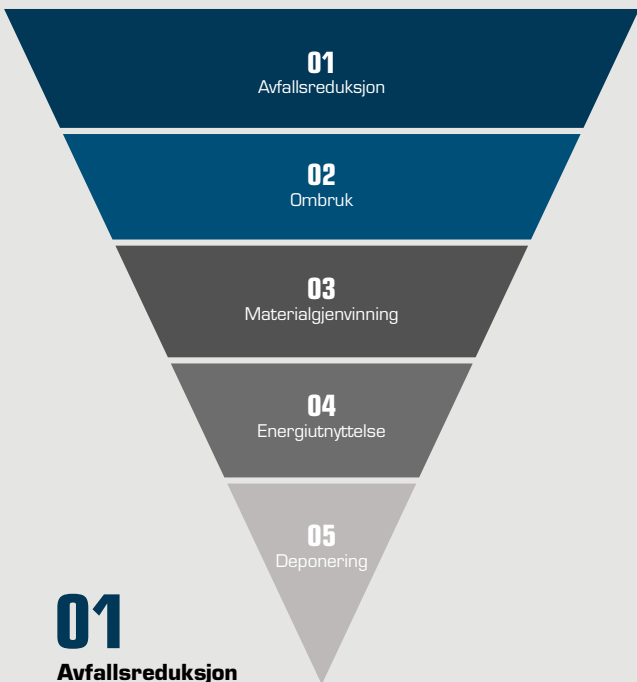 01
Avfallsreduksjon
02
Ombruk
03
Materialgjenvinning
04
Energiutnyttelse
05
Deponering
01
Avfallsreduksjon